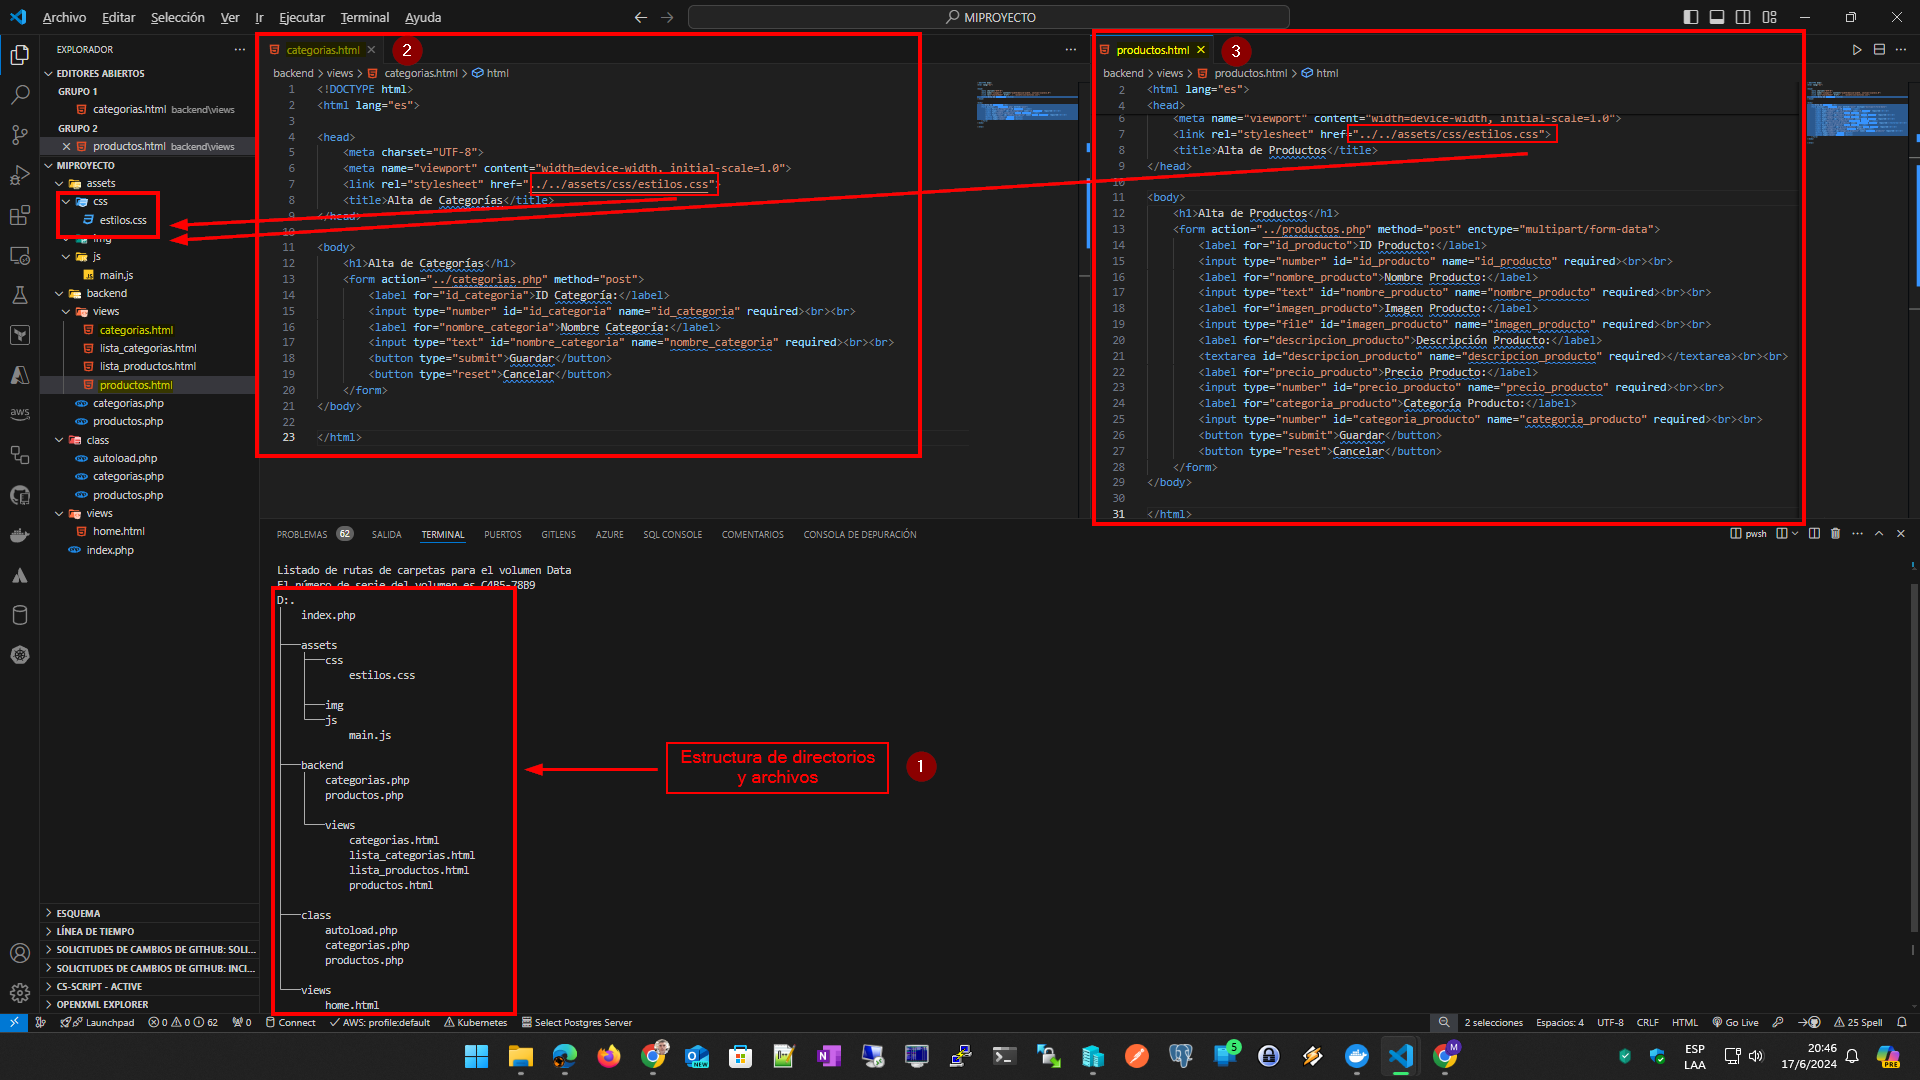 Archivo Editar Selección Ver Ir Ejecutar Terminal Ayuda
MIPROYECTO
EXPLORADOR
EDITORES ABIERTOS
GRUPO 1
categorias.html backend\views
GRUPO 2
productos.html backend\views
MIPROYECTO
assets
css
estilos.css
img
js
main.js
backend
views
categorias.html
lista_categorias.html
lista_productos.html
productos.html
categorias.php
productos.php
class
autoload.php
categorias.php
productos.php
views
home.html
index.php
ESQUEMA
LÍNEA DE TIEMPO
SOLICITUDES DE CAMBIOS DE GITHUB: SOLI...
SOLICITUDES DE CAMBIOS DE GITHUB: INCI...
CS-SCRIPT - ACTIVE
OPENXML EXPLORER
categorias.html
2
backend > views > categorias.html > html
1 <!DOCTYPE html>
2 <html lang="es">
3
4 <head>
5 <meta charset="UTF-8">
6 <meta name="viewport" content="width=device-width, initial-scale=1.0">
7 <link rel="stylesheet" href="../../assets/css/estilos.css">
8 <title>Alta de Categorías</title>
9 </head>
10
11 <body>
12 <h1>Alta de Categorías</h1>
13 <form action="../categorias.php" method="post">
14 <label for="id_categoria">ID Categoría:</label>
15 <input type="number" id="id_categoria" name="id_categoria" required><br><br>
16 <label for="nombre_categoria">Nombre Categoría:</label>
17 <input type="text" id="nombre_categoria" name="nombre_categoria" required><br><br>
18 <button type="submit">Guardar</button>
19 <button type="reset">Cancelar</button>
20 </form>
21 </body>
22
23 </html>
productos.html
3
backend > views > productos.html > html
2 <html lang="es">
4 <head>
6 <meta name="viewport" content="width=device-width, initial-scale=1.0">
7 <link rel="stylesheet" href="../../assets/css/estilos.css">
8 <title>Alta de Productos</title>
9 </head>
10
11 <body>
12 <h1>Alta de Productos</h1>
13 <form action="../productos.php" method="post" enctype="multipart/form-data">
14 <label for="id_producto">ID Producto:</label>
15 <input type="number" id="id_producto" name="id_producto" required><br><br>
16 <label for="nombre_producto">Nombre Producto:</label>
17 <input type="text" id="nombre_producto" name="nombre_producto" required><br><br>
18 <label for="imagen_producto">Imagen Producto:</label>
19 <input type="file" id="imagen_producto" name="imagen_producto" required><br><br>
20 <label for="descripcion_producto">Descripción Producto:</label>
21 <textarea id="descripcion_producto" name="descripcion_producto" required></textarea><br><br>
22 <label for="precio_producto">Precio Producto:</label>
23 <input type="number" id="precio_producto" name="precio_producto" required><br><br>
24 <label for="categoria_producto">Categoría Producto:</label>
25 <input type="number" id="categoria_producto" name="categoria_producto" required><br><br>
26 <button type="submit">Guardar</button>
27 <button type="reset">Cancelar</button>
28 </form>
29 </body>
30
31 </html>
PROBLEMAS 62 SALIDA TERMINAL PUERTOS GITLENS AZURE SQL CONSOLE COMENTARIOS CONSOLA DE DEPURACIÓN
pwsh
Listado de rutas de carpetas para el volumen Data
El número de serie del volumen es C4B5-78B9
D:.
index.php
assets
css
estilos.css
img
js
main.js
backend
categorias.php
productos.php
views
categorias.html
lista_categorias.html
lista_productos.html
productos.html
class
autoload.php
categorias.php
productos.php
views
home.html
Estructura de directorios
y archivos
1
Launchpad 0 0 62 0 Connect AWS: profile:default Kubernetes Select Postgres Server
2 selecciones Espacios: 4 UTF-8 CRLF HTML Go Live 25 Spell
ESP
LAA
20:46
17/6/2024